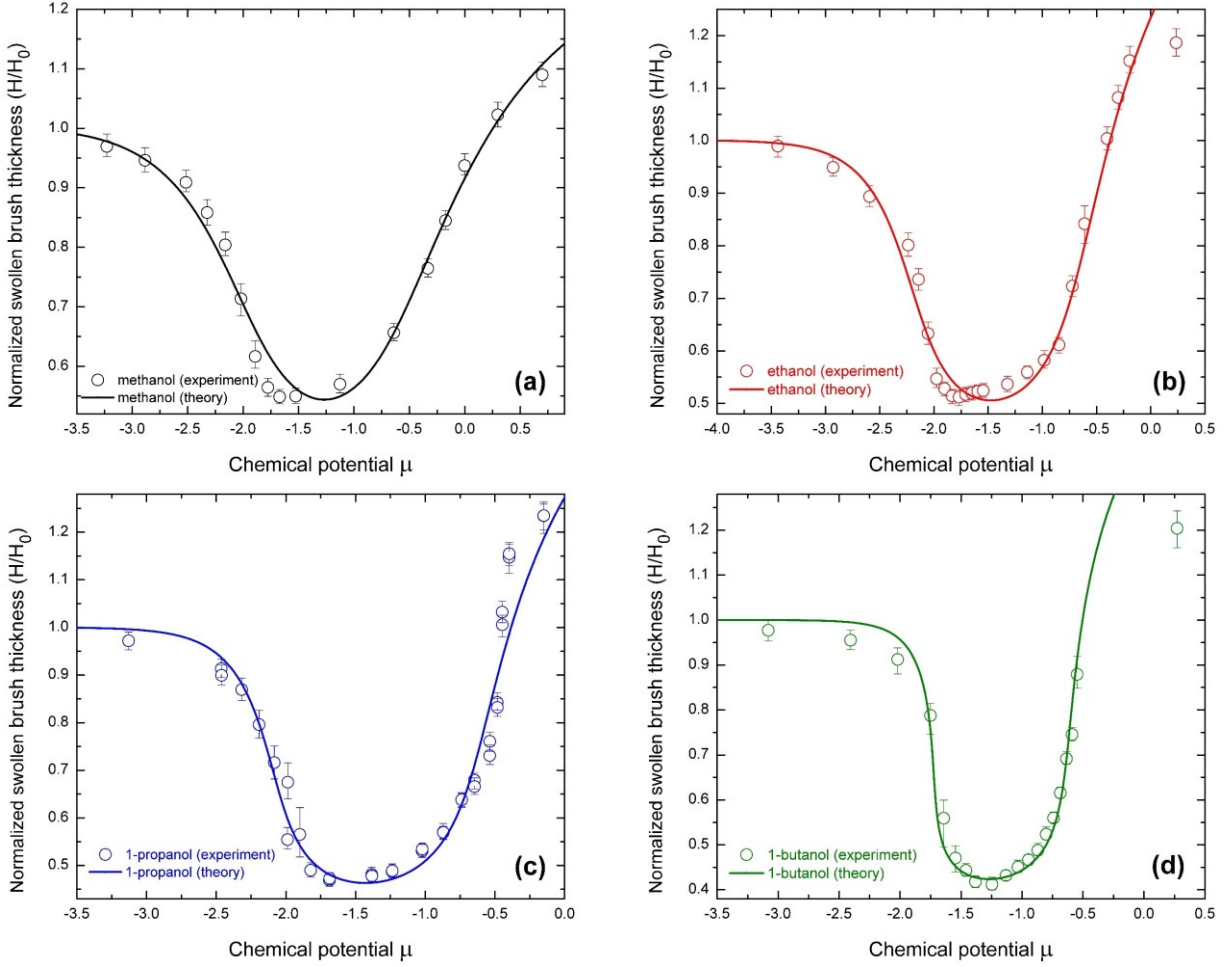 Normalized swollen brush thickness (H/H0)
1.2
1.1
1.0
0.9
0.8
0.7
0.6
methanol (experiment)
methanol (theory)
(a)
-3.5 -3.0 -2.5 -2.0 -1.5 -1.0 -0.5 0.0 0.5
Chemical potential μ
Normalized swollen brush thickness (H/H0)
1.2
1.1
1.0
0.9
0.8
0.7
0.6
0.5
ethanol (experiment)
ethanol (theory)
(b)
-4.0 -3.5 -3.0 -2.5 -2.0 -1.5 -1.0 -0.5 0.0 0.5
Chemical potential μ
Normalized swollen brush thickness (H/H0)
1.2
1.1
1.0
0.9
0.8
0.7
0.6
0.5
1-propanol (experiment)
1-propanol (theory)
(c)
-3.5 -3.0 -2.5 -2.0 -1.5 -1.0 -0.5 0.0
Chemical potential μ
Normalized swollen brush thickness (H/H0)
1.2
1.1
1.0
0.9
0.8
0.7
0.6
0.5
0.4
1-butanol (experiment)
1-butanol (theory)
(d)
-3.5 -3.0 -2.5 -2.0 -1.5 -1.0 -0.5 0.0 0.5
Chemical potential μ